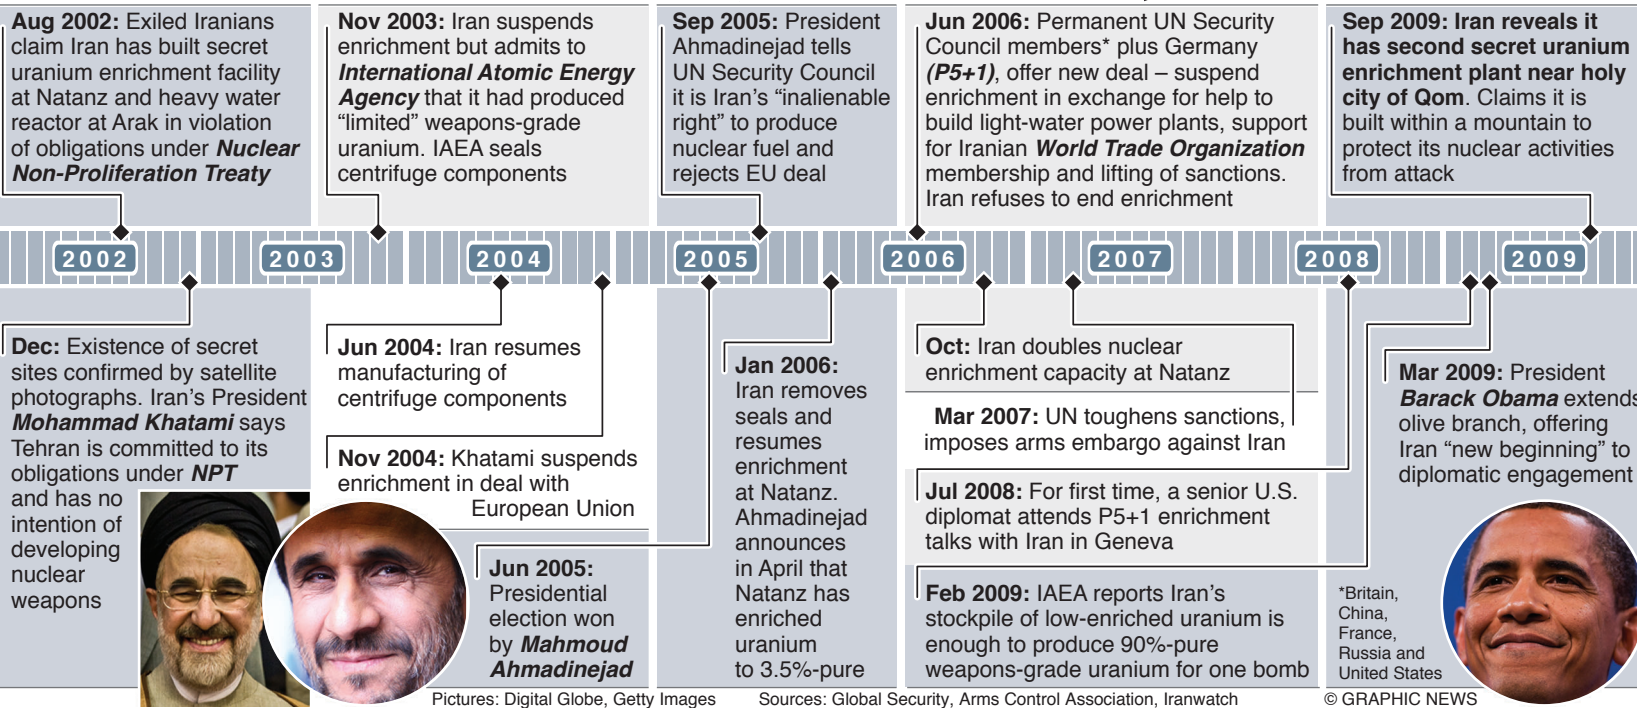 Aug 2002: Exiled Iranians
claim Iran has built secret
uranium enrichment facility
at Natanz and heavy water
reactor at Arak in violation
of obligations under Nuclear
Non-Proliferation Treaty
Nov 2003: Iran suspends
enrichment but admits to
International Atomic Energy
Agency that it had produced
“limited” weapons-grade
uranium. IAEA seals
centrifuge components
Sep 2005: President
Ahmadinejad tells
UN Security Council
it is Iran’s “inalienable
right” to produce
nuclear fuel and
rejects EU deal
Jun 2006: Permanent UN Security
Council members* plus Germany
(P5+1), offer new deal – suspend
enrichment in exchange for help to
build light-water power plants, support
for Iranian World Trade Organization
membership and lifting of sanctions.
Iran refuses to end enrichment
Sep 2009: Iran reveals it
has second secret uranium
enrichment plant near holy
city of Qom. Claims it is
built within a mountain to
protect its nuclear activities
from attack
2002
2003
2004
2005
2006
2007
2008
2009
Dec: Existence of secret
sites confirmed by satellite
photographs. Iran’s President
Mohammad Khatami says
Tehran is committed to its
obligations under NPT
and has no
intention of
developing
nuclear
weapons
Jun 2004: Iran resumes
manufacturing of
centrifuge components
Nov 2004: Khatami suspends
enrichment in deal with
European Union
Jun 2005:
Presidential
election won
by Mahmoud
Ahmadinejad
Jan 2006:
Iran removes
seals and
resumes
enrichment
at Natanz.
Ahmadinejad
announces
in April that
Natanz has
enriched
uranium
to 3.5%-pure
Oct: Iran doubles nuclear
enrichment capacity at Natanz
Mar 2007: UN toughens sanctions,
imposes arms embargo against Iran
Jul 2008: For first time, a senior U.S.
diplomat attends P5+1 enrichment
talks with Iran in Geneva
Feb 2009: IAEA reports Iran’s
stockpile of low-enriched uranium is
enough to produce 90%-pure
weapons-grade uranium for one bomb
Mar 2009: President
Barack Obama extends
olive branch, offering
Iran “new beginning” to
diplomatic engagement
*Britain,
China,
France,
Russia and
United States
Pictures: Digital Globe, Getty Images
Sources: Global Security, Arms Control Association, Iranwatch
© GRAPHIC NEWS